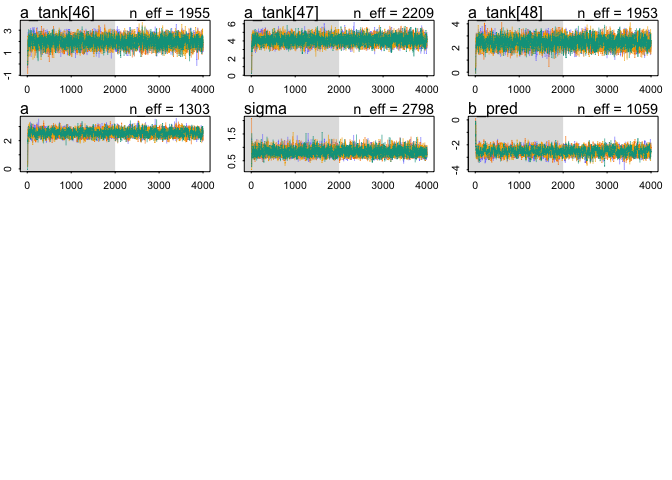 a_tank[46] n_eff = 1955
a_tank[47] n_eff = 2209
a_tank[48] n_eff = 1953
-1 1 3
0 2 4 6
0 2 4
0 1000 2000 3000 4000
0 1000 2000 3000 4000
0 1000 2000 3000 4000
a n_eff = 1303
sigma n_eff = 2798
b_pred n_eff = 1059
0 2
0.5 1.5
-4 -2 0
0 1000 2000 3000 4000
0 1000 2000 3000 4000
0 1000 2000 3000 4000